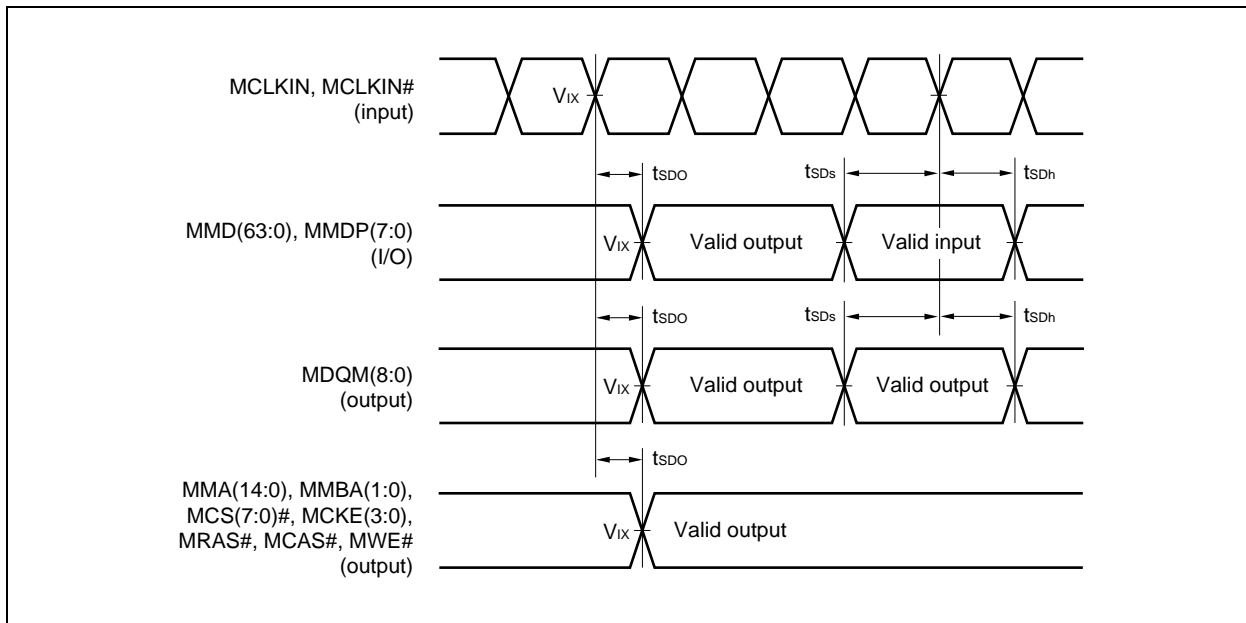 MCLKIN, MCLKIN#
(input)
VIX
tSDO
tSDs
tSDh
MMD(63:0), MMDP(7:0)
(I/O)
VIX
Valid output
Valid input
tSDO
tSDs
tSDh
MDQM(8:0)
(output)
VIX
Valid output
Valid output
tSDO
MMA(14:0), MMBA(1:0),
MCS(7:0)#, MCKE(3:0),
MRAS#, MCAS#, MWE#
(output)
VIX
Valid output